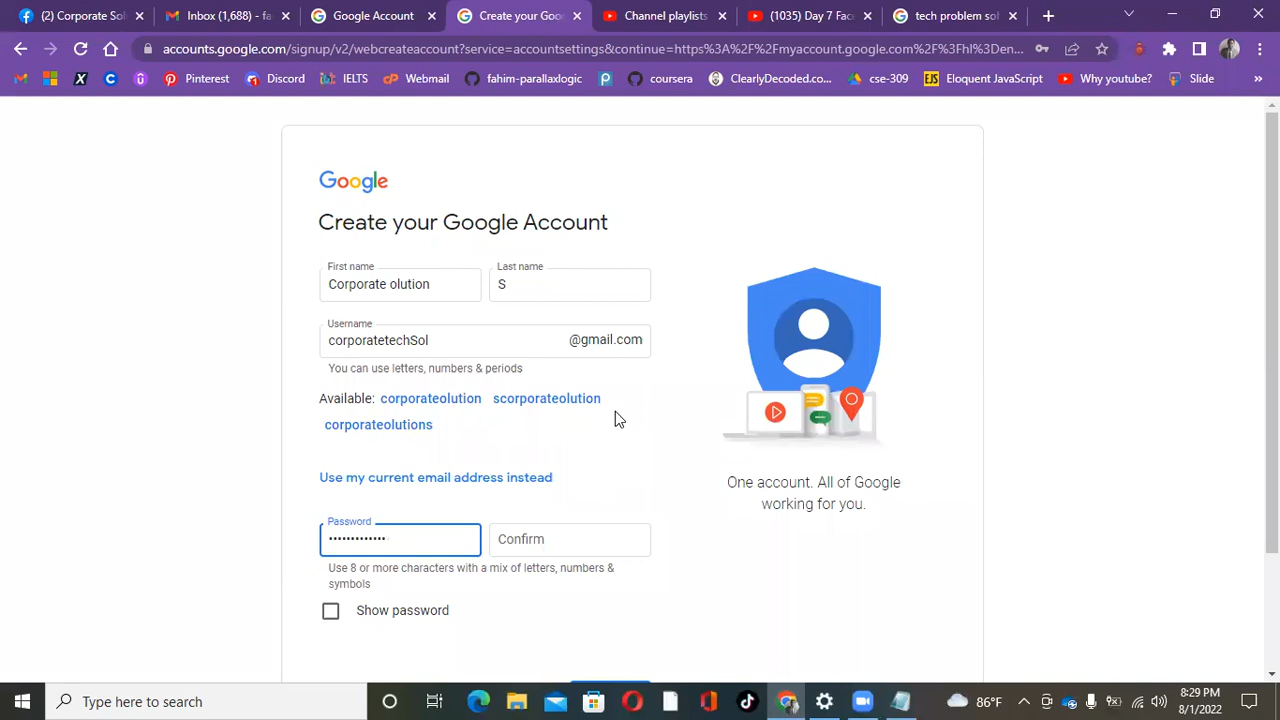 (2) Corporate Sol
Inbox (1,688) - fa
Google Account
Create your Goo
Channel playlists
(1035) Day 7 Fac
tech problem sol
accounts.google.com/signup/v2/webcreateaccount?service=accountsettings&continue=https%3A%2F%2Fmyaccount.google.com%2F%3Fhl%3Den...
Pinterest
Discord
IELTS
Webmail
fahim-parallaxlogic
coursera
ClearlyDecoded.co...
cse-309
EJS Eloquent JavaScript
Why youtube?
Slide
»
Google
Create your Google Account
First name
Last name
Corporate olution
S
Username
corporatetechSol
@gmail.com
You can use letters, numbers & periods
Available: corporateolution scorporateolution
corporateolutions
Use my current email address instead
Password
•••••••••••••
Confirm
Use 8 or more characters with a mix of letters, numbers &
symbols
Show password
One account. All of Google
working for you.
Type here to search
86°F
8:29 PM
8/1/2022